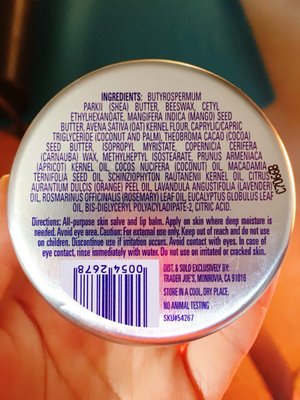 INGREDIENTS: BUTYROSPERMUM
PARKII (SHEA) BUTTER, BEESWAX, CETYL
ETHYLHEXANOATE, MANGIFERA INDICA (MANGO) SEED
BUTTER, AVENA SATIVA (OAT) KERNEL FLOUR, CAPRYLIC/CAPRIC
TRIGLYCERIDE (COCONUT AND PALM), THEOBROMA CACAO (COCOA)
SEED BUTTER, ISOPROPYL MYRISTATE, COPERNICIA CERIFERA
(CARNAUBA) WAX, METHYLHEPTYL ISOSTEARATE, PRUNUS ARMENIACA
(APRICOT) KERNEL OIL, COCOS NUCIFERA (COCONUT) OIL, MACADAMIA
TERNIFOLIA SEED OIL, SCHINZIOPHYTON RAUTANENII KERNEL OIL, CITRUS
AURANTIUM DULCIS (ORANGE) PEEL OIL, LAVANDULA ANGUSTIFOLIA (LAVENDER)
OIL, ROSMARINUS OFFICINALIS (ROSEMARY) LEAF OIL, EUCALYPTUS GLOBULUS LEAF
OIL, BIS-DIGLYCERYL POLYACYLADIPATE-2, CITRIC ACID.
Directions: All-purpose skin salve and lip balm. Apply on skin where deep moisture is
needed. Avoid eye area. Caution: For external use only. Keep out of reach and do not use
on children. Discontinue use if irritation occurs. Avoid contact with eyes. In case of
eye contact, rinse immediately with water. Do not use on irritated or cracked skin.
0054 2678
DIST. & SOLD EXCLUSIVELY BY:
TRADER JOE'S, MONROVIA, CA 91016
STORE IN A COOL, DRY PLACE.
NO ANIMAL TESTING
SKU#54267